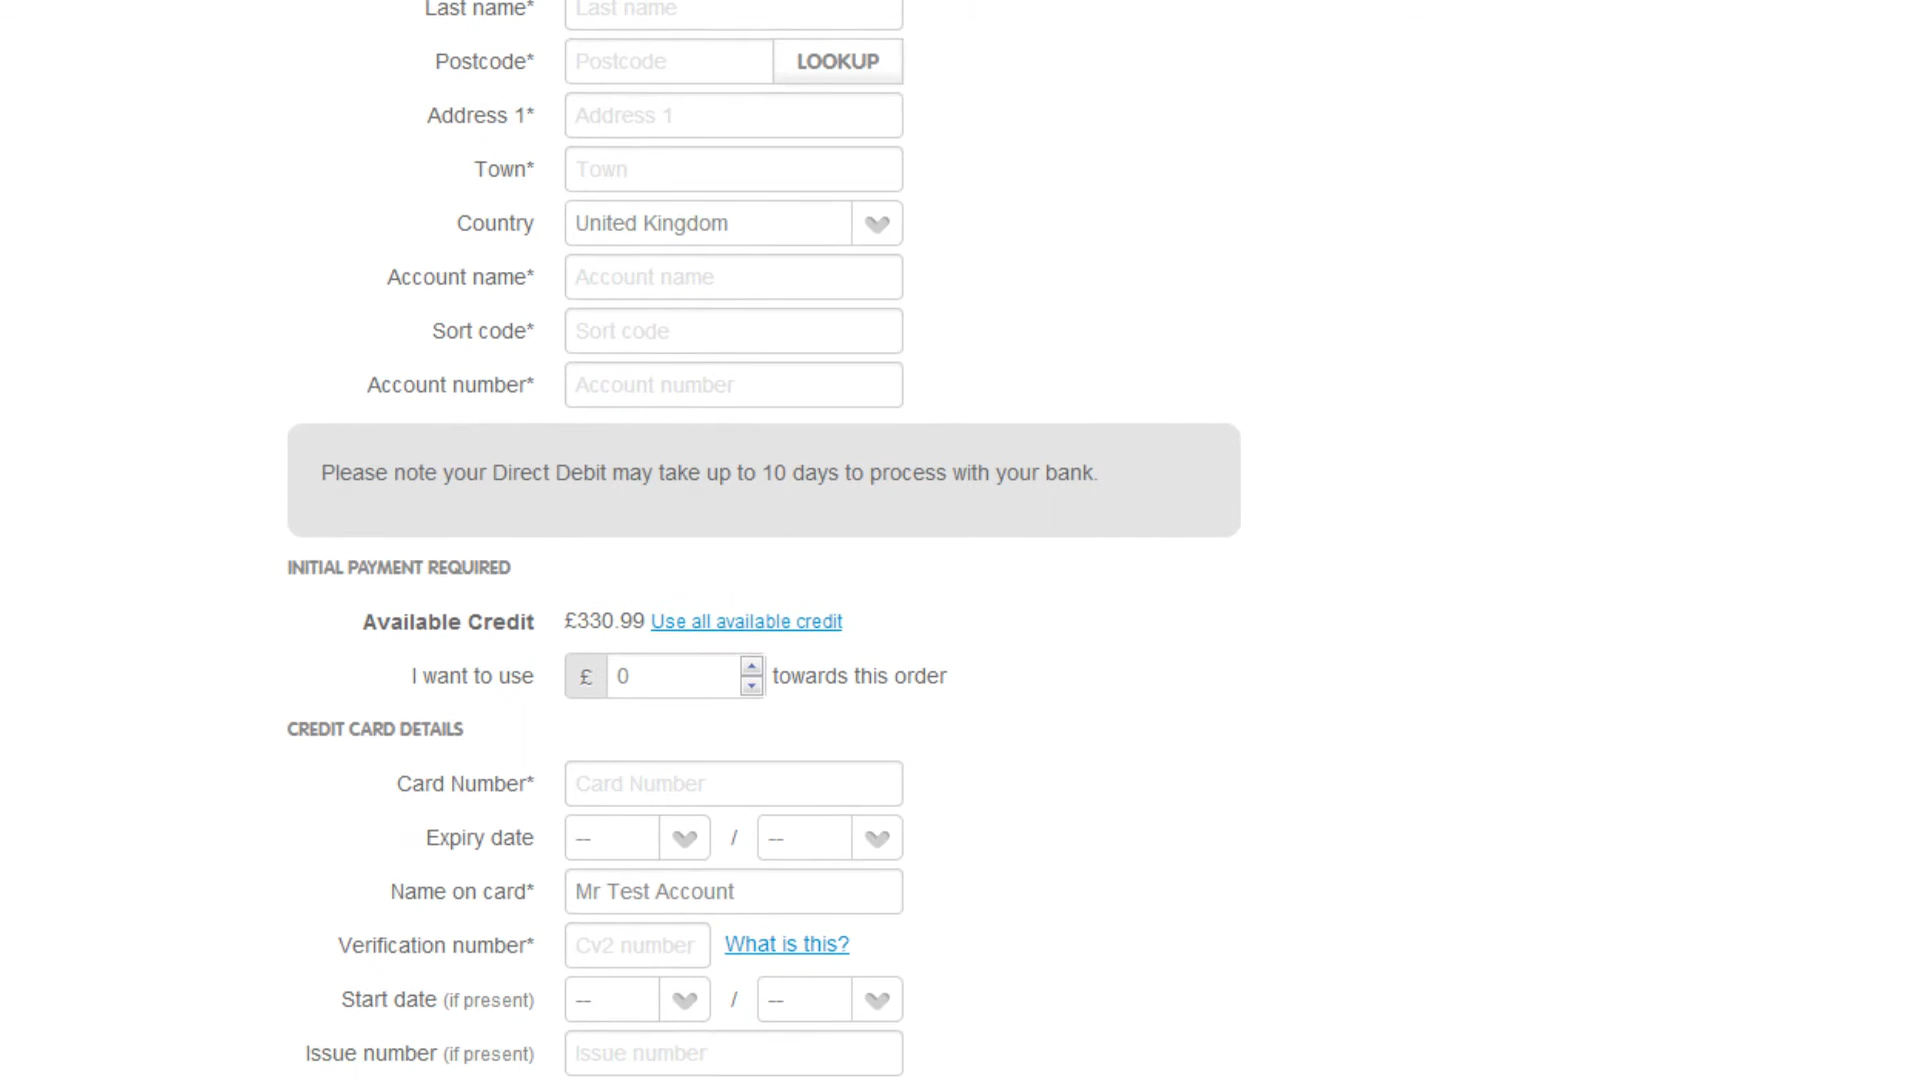 Last name* Last name
Postcode* Postcode LOOKUP
Address 1* Address 1
Town* Town
Country United Kingdom
Account name* Account name
Sort code* Sort code
Account number* Account number
Please note your Direct Debit may take up to 10 days to process with your bank.
INITIAL PAYMENT REQUIRED
Available Credit £330.99 Use all available credit
I want to use £ 0 towards this order
CREDIT CARD DETAILS
Card Number* Card Number
Expiry date -- / --
Name on card* Mr Test Account
Verification number* Cv2 number What is this?
Start date (if present) -- / --
Issue number (if present) Issue number